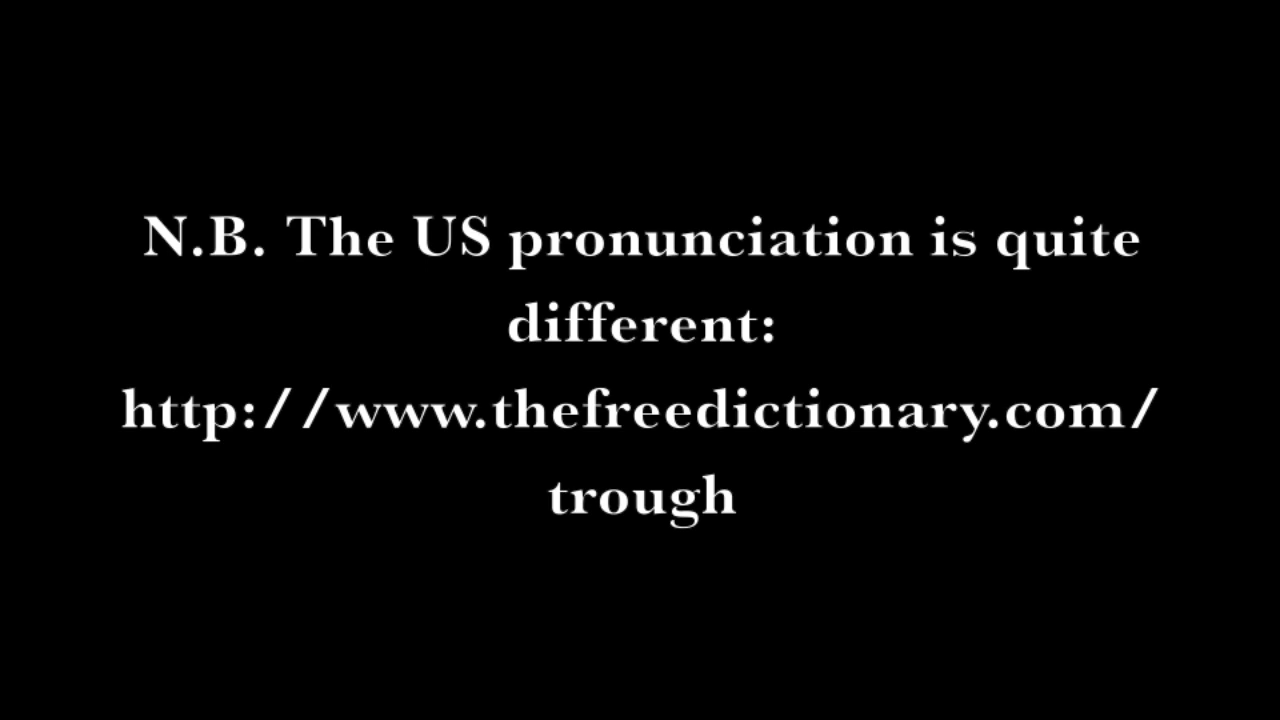 N.B. The US pronunciation is quite
different:
http://www.thefreedictionary.com/
trough